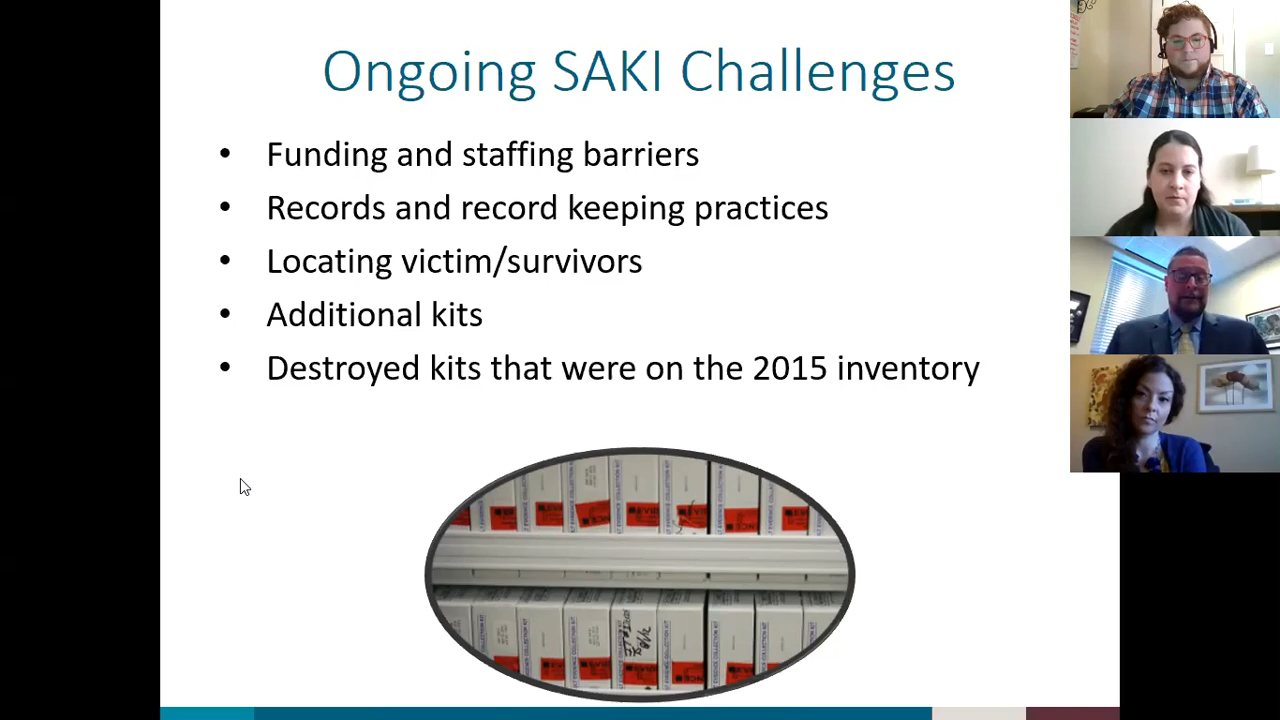 Ongoing SAKI Challenges
• Funding and staffing barriers
• Records and record keeping practices
• Locating victim/survivors
• Additional kits
• Destroyed kits that were on the 2015 inventory